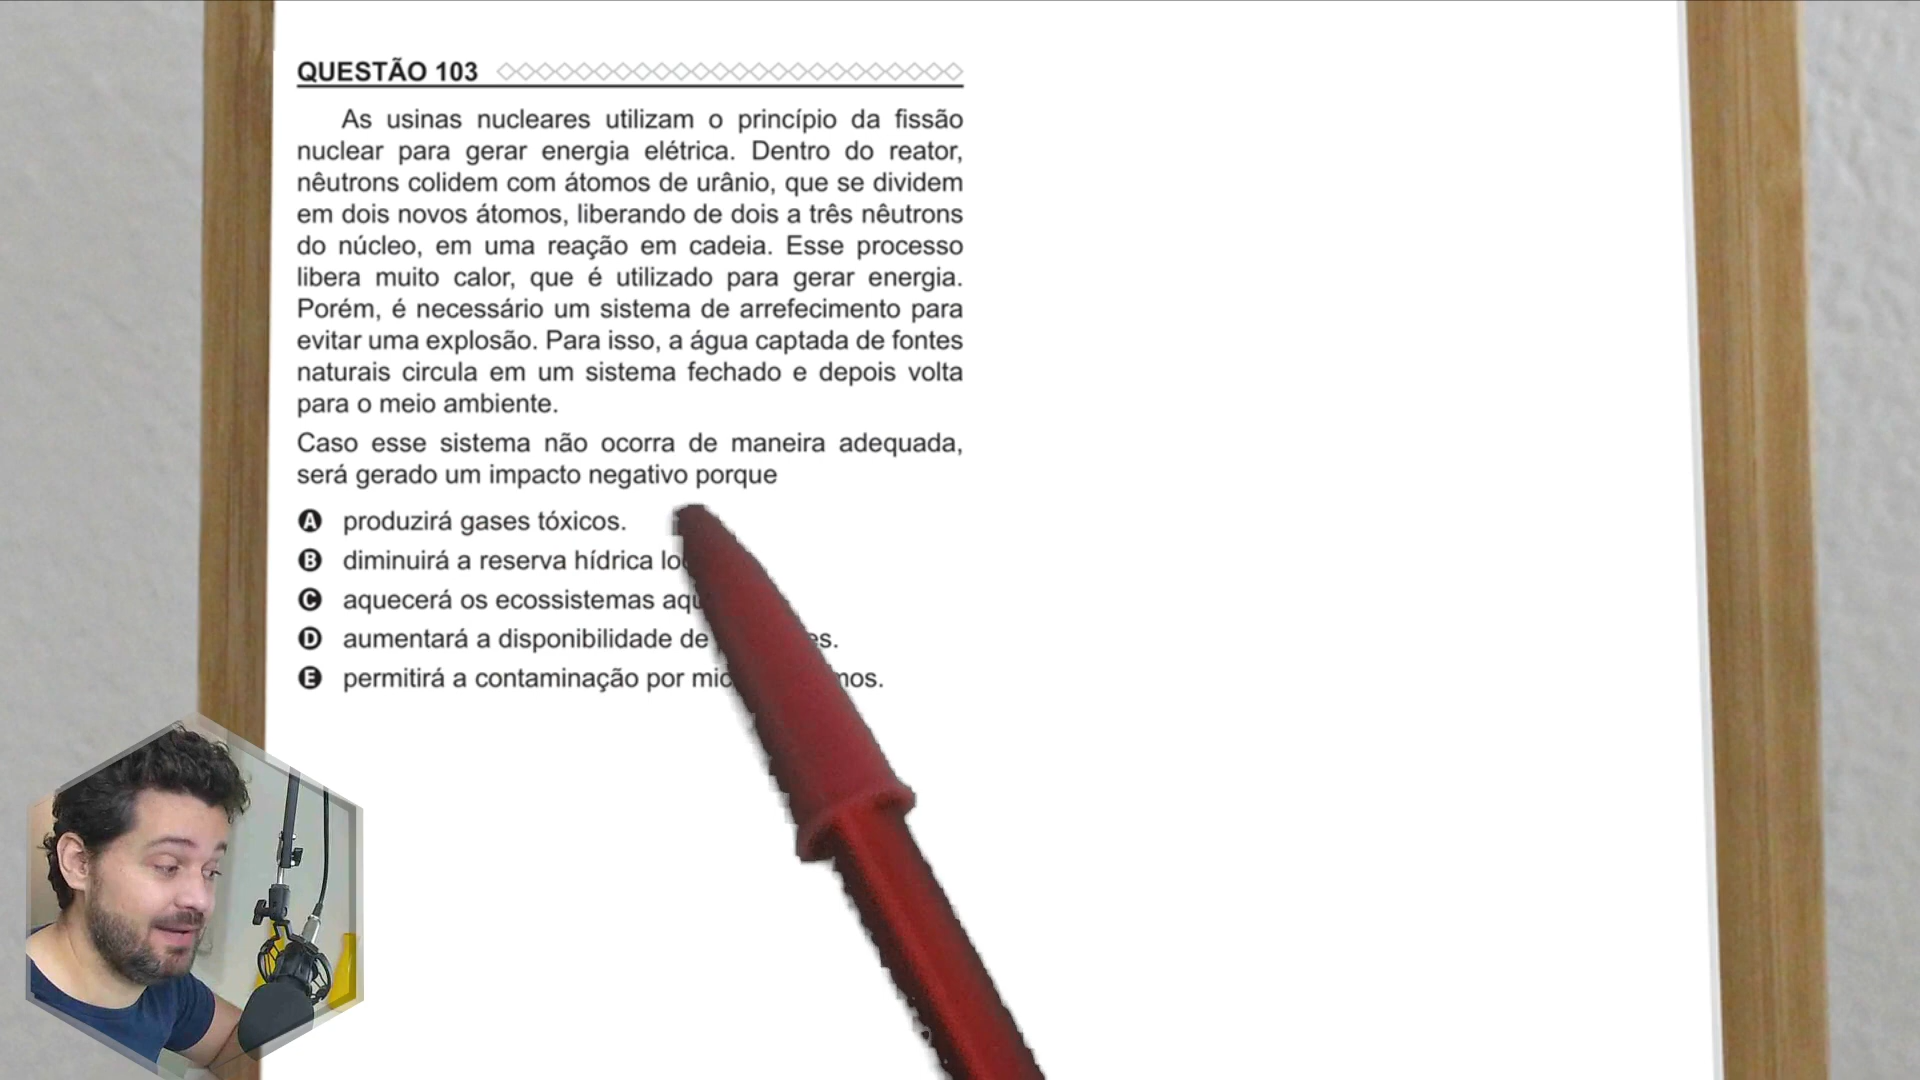 QUESTÃO 103
As usinas nucleares utilizam o princípio da fissão
nuclear para gerar energia elétrica. Dentro do reator,
nêutrons colidem com átomos de urânio, que se dividem
em dois novos átomos, liberando de dois a três nêutrons
do núcleo, em uma reação em cadeia. Esse processo
libera muito calor, que é utilizado para gerar energia.
Porém, é necessário um sistema de arrefecimento para
evitar uma explosão. Para isso, a água captada de fontes
naturais circula em um sistema fechado e depois volta
para o meio ambiente.
Caso esse sistema não ocorra de maneira adequada,
será gerado um impacto negativo porque
A produzirá gases tóxicos.
B diminuirá a reserva hídrica
C aquecerá os ecossistemas
D aumentará a disponibilidade de
E permitirá a contaminação por